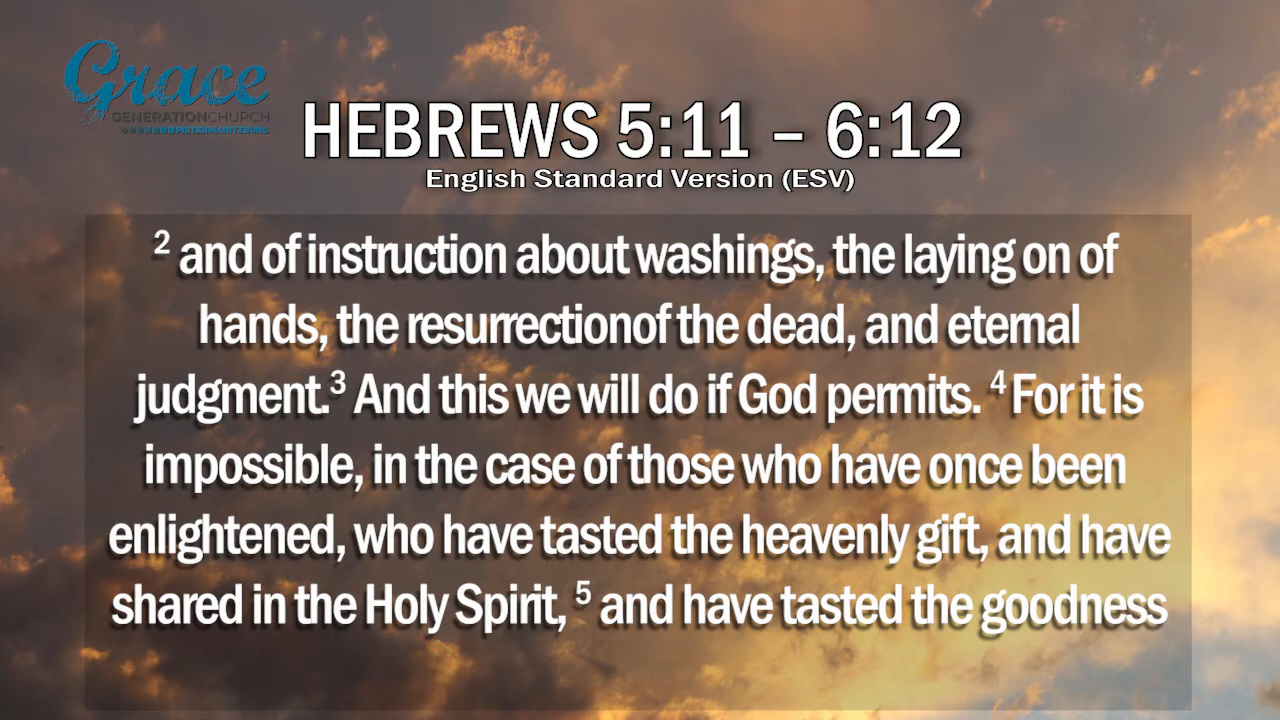 Grace
GENERATIONCHURCH
PIETERMARITZBURG
HEBREWS 5:11 – 6:12
English Standard Version (ESV)
2 and of instruction about washings, the laying on of
hands, the resurrectionof the dead, and eternal
judgment.3 And this we will do if God permits. 4 For it is
impossible, in the case of those who have once been
enlightened, who have tasted the heavenly gift, and have
shared in the Holy Spirit, 5 and have tasted the goodness